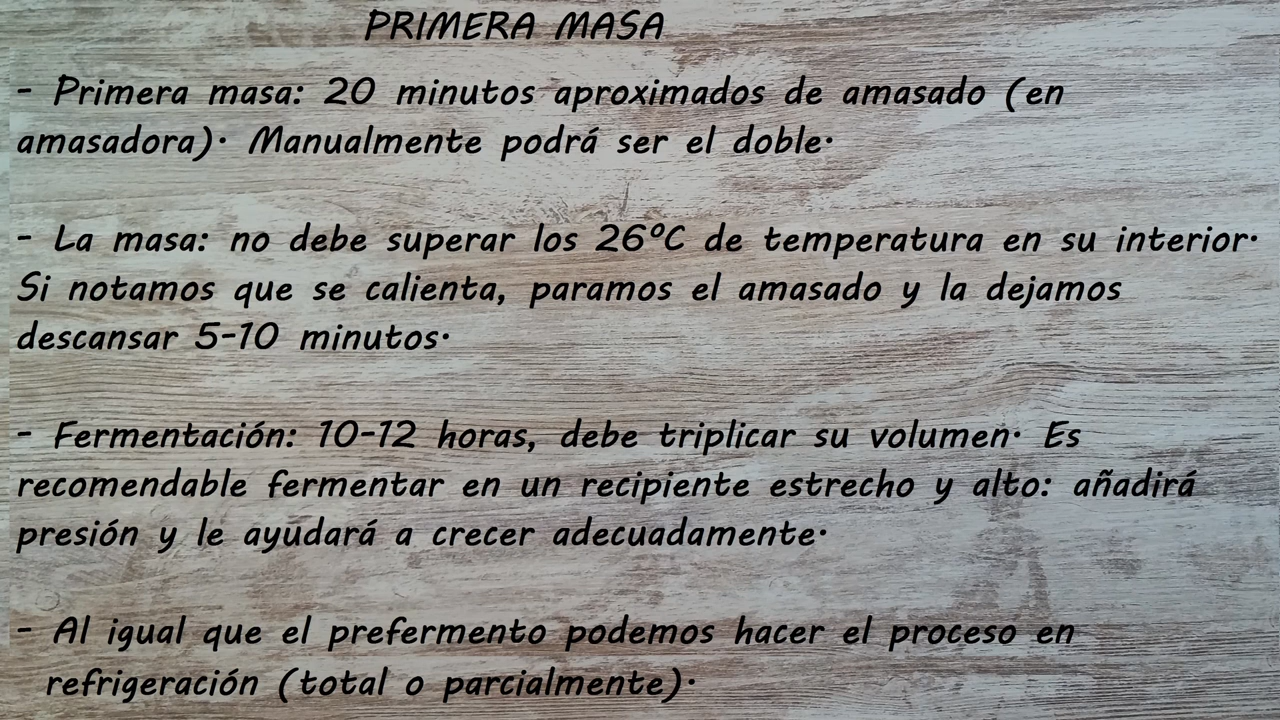 PRIMERA MASA
- Primera masa: 20 minutos aproximados de amasado (en
amasadora). Manualmente podrá ser el doble.
- La masa: no debe superar los 26ºC de temperatura en su interior.
Si notamos que se calienta, paramos el amasado y la dejamos
descansar 5-10 minutos.
- Fermentación: 10-12 horas, debe triplicar su volumen. Es
recomendable fermentar en un recipiente estrecho y alto: añadirá
presión y le ayudará a crecer adecuadamente.
- Al igual que el prefermento podemos hacer el proceso en
refrigeración (total o parcialmente).